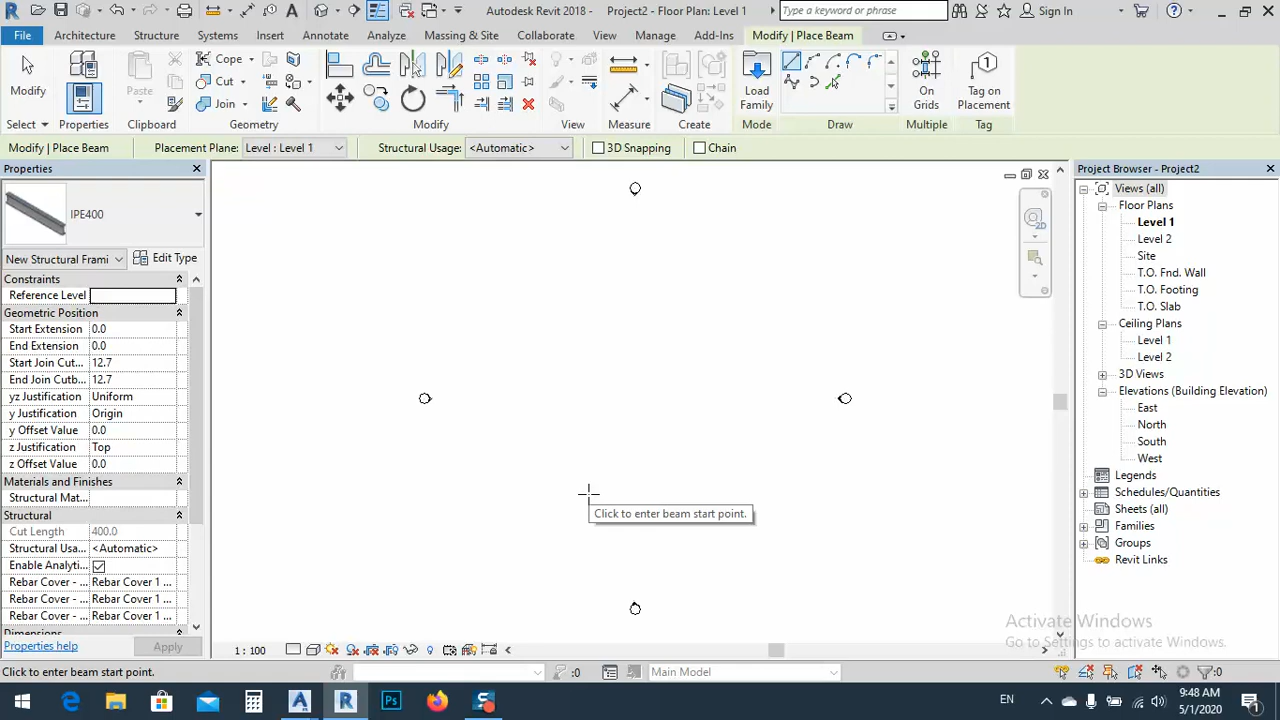 Autodesk Revit 2018 - Project2 - Floor Plan: Level 1
Type a keyword or phrase
Sign In
File Architecture Structure Systems Insert Annotate Analyze Massing & Site Collaborate View Manage Add-Ins Modify | Place Beam
Modify
Paste
Cope
Cut
Join
Load Family
On Grids
Tag on Placement
Select Properties Clipboard Geometry Modify View Measure Create Mode Draw Multiple Tag
Modify | Place Beam Placement Plane: Level : Level 1 Structural Usage: <Automatic> 3D Snapping Chain
Properties
IPE400
New Structural Frami
Edit Type
Constraints
Reference Level
Geometric Position
Start Extension 0.0
End Extension 0.0
Start Join Cut... 12.7
End Join Cutb... 12.7
yz Justification Uniform
y Justification Origin
y Offset Value 0.0
z Justification Top
z Offset Value 0.0
Materials and Finishes
Structural Mat...
Structural
Cut Length 400.0
Structural Usa... <Automatic>
Enable Analyti...
Rebar Cover - ... Rebar Cover 1 ...
Rebar Cover - ... Rebar Cover 1 ...
Rebar Cover - ... Rebar Cover 1 ...
Dimensions
Properties help
Apply
2D
Click to enter beam start point.
Project Browser - Project2
Views (all)
Floor Plans
Level 1
Level 2
Site
T.O. Fnd. Wall
T.O. Footing
T.O. Slab
Ceiling Plans
Level 1
Level 2
3D Views
Elevations (Building Elevation)
East
North
South
West
Legends
Schedules/Quantities
Sheets (all)
Families
Groups
Revit Links
Activate Windows
Go to Settings to activate Windows.
1 : 100
Click to enter beam start point.
:0
Main Model
:0
EN
9:48 AM
5/1/2020